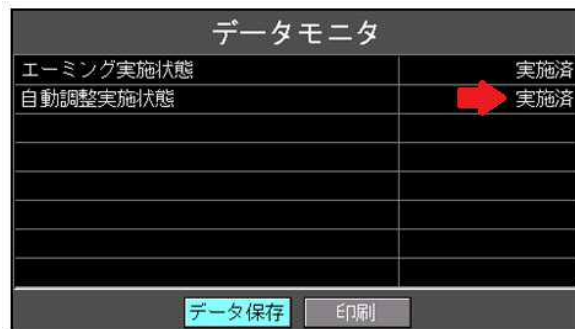 データモニタ
エーミング実施状態 実施済
自動調整実施状態 実施済
データ保存 印刷